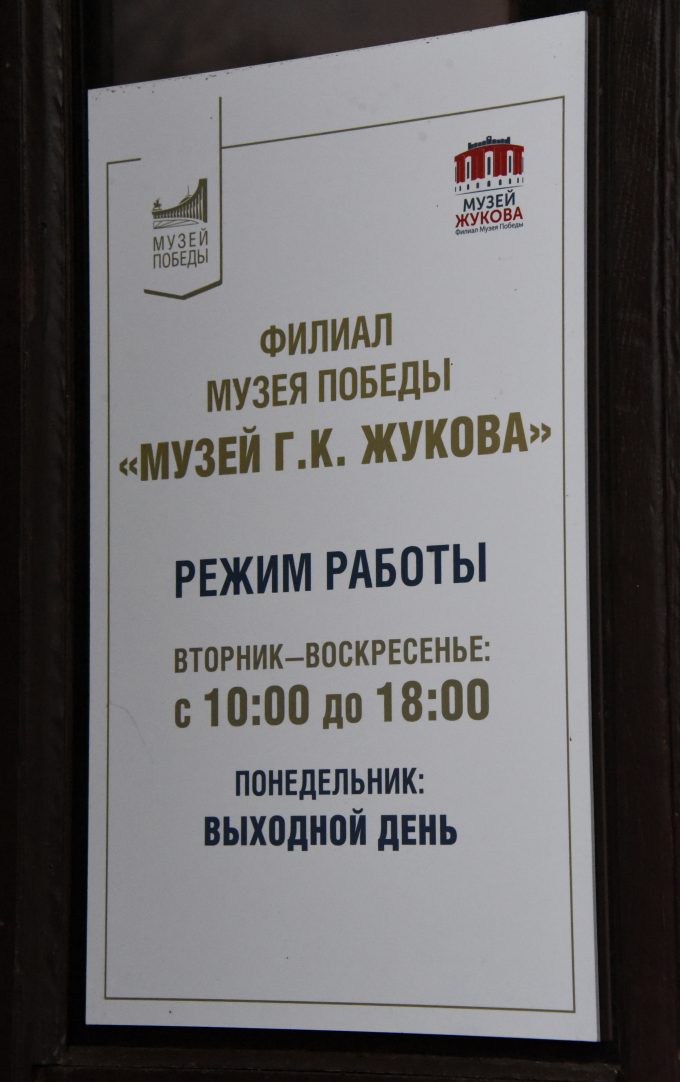 МУЗЕЙ
ПОБЕДЫ
МУЗЕЙ
ЖУКОВА
Филиал Музея Победы
ФИЛИАЛ
МУЗЕЯ ПОБЕДЫ
«МУЗЕЙ Г.К. ЖУКОВА»
РЕЖИМ РАБОТЫ
ВТОРНИК–ВОСКРЕСЕНЬЕ:
с 10:00 до 18:00
ПОНЕДЕЛЬНИК:
ВЫХОДНОЙ ДЕНЬ